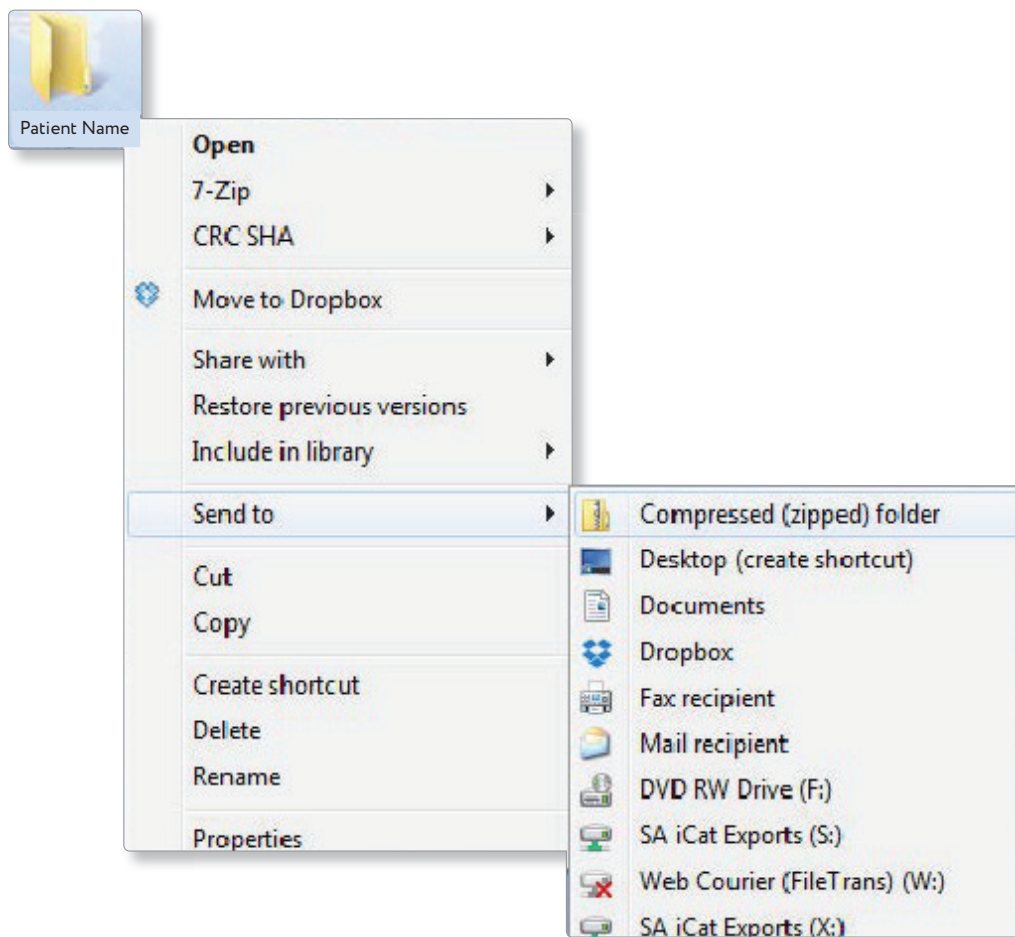 Patient Name
Open
7-Zip
CRC SHA
Move to Dropbox
Share with
Restore previous versions
Include in library
Send to
Cut
Copy
Create shortcut
Delete
Rename
Properties
Compressed (zipped) folder
Desktop (create shortcut)
Documents
Dropbox
Fax recipient
Mail recipient
DVD RW Drive (F:)
SA iCat Exports (S:)
Web Courier (FileTrans) (W:)
SA iCat Exports (X:)